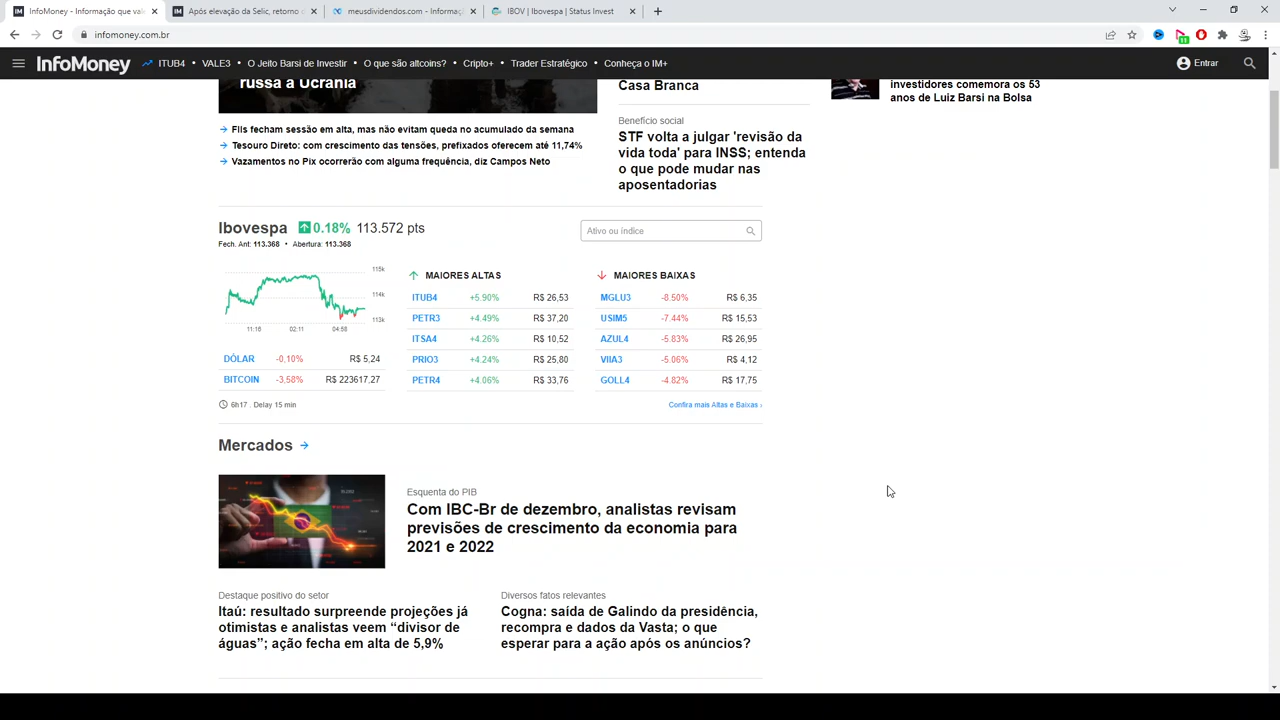 InfoMoney - Informação que val
Após elevação da Selic, retorno d
meusdividendos.com - Informaç
IBOV | Ibovespa | Status Invest
infomoney.com.br
11
InfoMoney
ITUB4 • VALE3 • O Jeito Barsi de Investir • O que são altcoins? • Cripto+ • Trader Estratégico • Conheça o IM+
Entrar
russa à Ucrânia
FIIs fecham sessão em alta, mas não evitam queda no acumulado da semana
Tesouro Direto: com crescimento das tensões, prefixados oferecem até 11,74%
Vazamentos no Pix ocorrerão com alguma frequência, diz Campos Neto
Casa Branca
Benefício social
STF volta a julgar 'revisão da
vida toda' para INSS; entenda
o que pode mudar nas
aposentadorias
investidores comemora os 53
anos de Luiz Barsi na Bolsa
Ibovespa 0.18% 113.572 pts
Fech. Ant: 113.368 • Abertura: 113.368
Ativo ou índice
115k
114k
113k
11:16 02:11 04:58
DÓLAR -0,10% R$ 5,24
BITCOIN -3,58% R$ 223617,27
MAIORES ALTAS
ITUB4 +5.90% R$ 26,53
PETR3 +4.49% R$ 37,20
ITSA4 +4.26% R$ 10,52
PRIO3 +4.24% R$ 25,80
PETR4 +4.06% R$ 33,76
MAIORES BAIXAS
MGLU3 -8.50% R$ 6,35
USIM5 -7.44% R$ 15,53
AZUL4 -5.83% R$ 26,95
VIIA3 -5.06% R$ 4,12
GOLL4 -4.82% R$ 17,75
6h17 . Delay 15 min
Confira mais Altas e Baixas ›
Mercados
Esquenta do PIB
Com IBC-Br de dezembro, analistas revisam
previsões de crescimento da economia para
2021 e 2022
Destaque positivo do setor
Itaú: resultado surpreende projeções já
otimistas e analistas veem “divisor de
águas”; ação fecha em alta de 5,9%
Diversos fatos relevantes
Cogna: saída de Galindo da presidência,
recompra e dados da Vasta; o que
esperar para a ação após os anúncios?